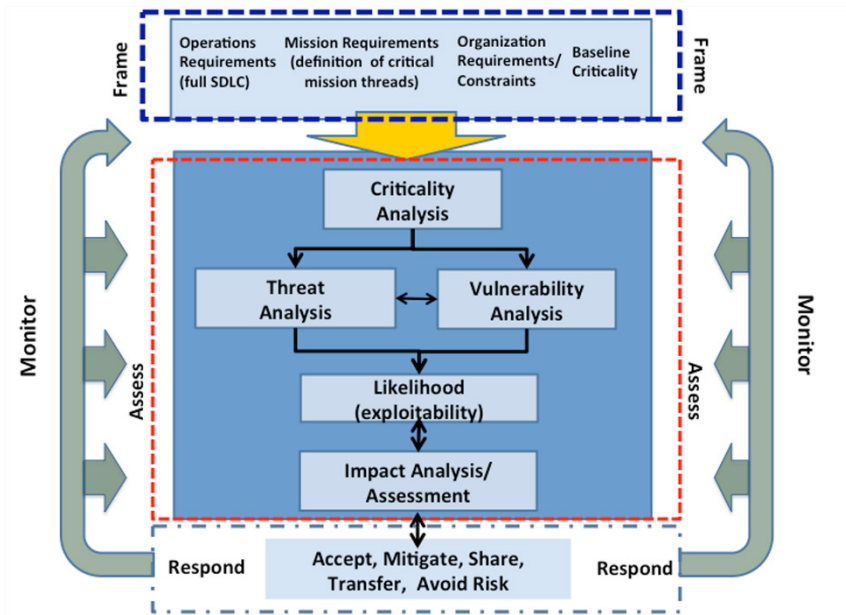 Frame
Operations
Requirements
(full SDLC)
Mission Requirements
(definition of critical
mission threads)
Organization
Requirements/
Constraints
Baseline
Criticality
Frame
Criticality
Analysis
Threat
Analysis
Vulnerability
Analysis
Monitor
Monitor
Assess
Assess
Likelihood
(exploitability)
Impact Analysis/
Assessment
Respond
Accept, Mitigate, Share,
Transfer, Avoid Risk
Respond